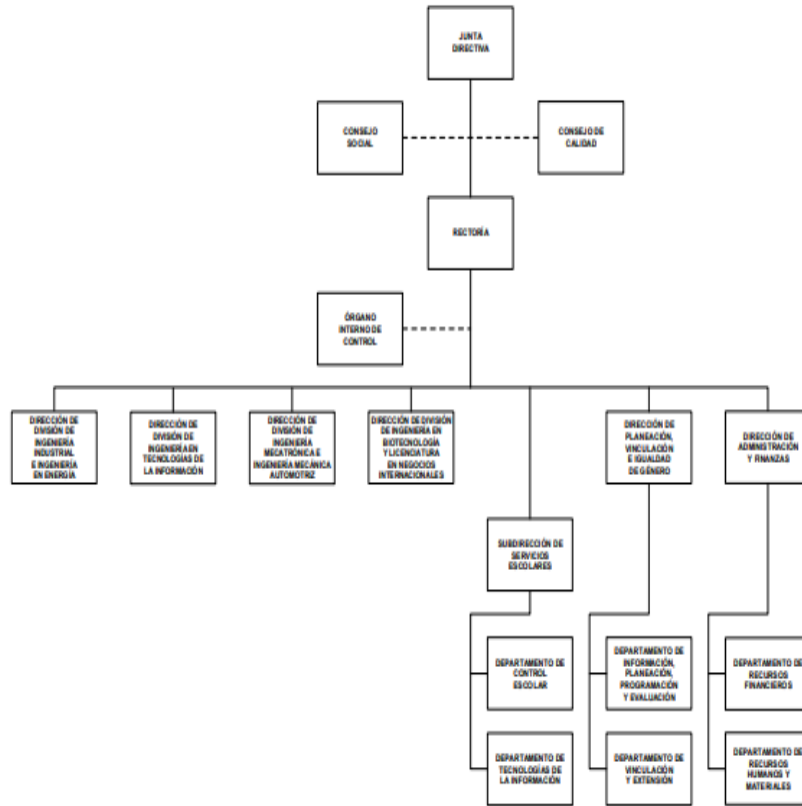 JUNTA
DIRECTIVA
CONSEJO
SOCIAL
CONSEJO DE
CALIDAD
RECTORÍA
ÓRGANO
INTERNO DE
CONTROL
DIRECCIÓN DE
DIVISIÓN DE
INGENIERÍA
INDUSTRIAL
E INGENIERÍA
EN ENERGÍA
DIRECCIÓN DE
DIVISIÓN DE
INGENIERÍA EN
TECNOLOGÍAS DE
LA INFORMACIÓN
DIRECCIÓN DE
DIVISIÓN DE
INGENIERÍA
MECATRÓNICA E
INGENIERÍA MECÁNICA
AUTOMOTRIZ
DIRECCIÓN DE DIVISIÓN
DE INGENIERÍA EN
BIOTECNOLOGÍA
Y LICENCIATURA
EN NEGOCIOS
INTERNACIONALES
DIRECCIÓN DE
PLANEACIÓN,
VINCULACIÓN
E IGUALDAD
DE GÉNERO
DIRECCIÓN DE
ADMINISTRACIÓN
Y FINANZAS
SUBDIRECCIÓN DE
SERVICIOS
ESCOLARES
DEPARTAMENTO DE
CONTROL
ESCOLAR
DEPARTAMENTO DE
INFORMACIÓN,
PLANEACIÓN,
PROGRAMACIÓN
Y EVALUACIÓN
DEPARTAMENTO DE
RECURSOS
FINANCIEROS
DEPARTAMENTO DE
TECNOLOGÍAS DE
LA INFORMACIÓN
DEPARTAMENTO DE
VINCULACIÓN
Y EXTENSIÓN
DEPARTAMENTO DE
RECURSOS
HUMANOS Y
MATERIALES